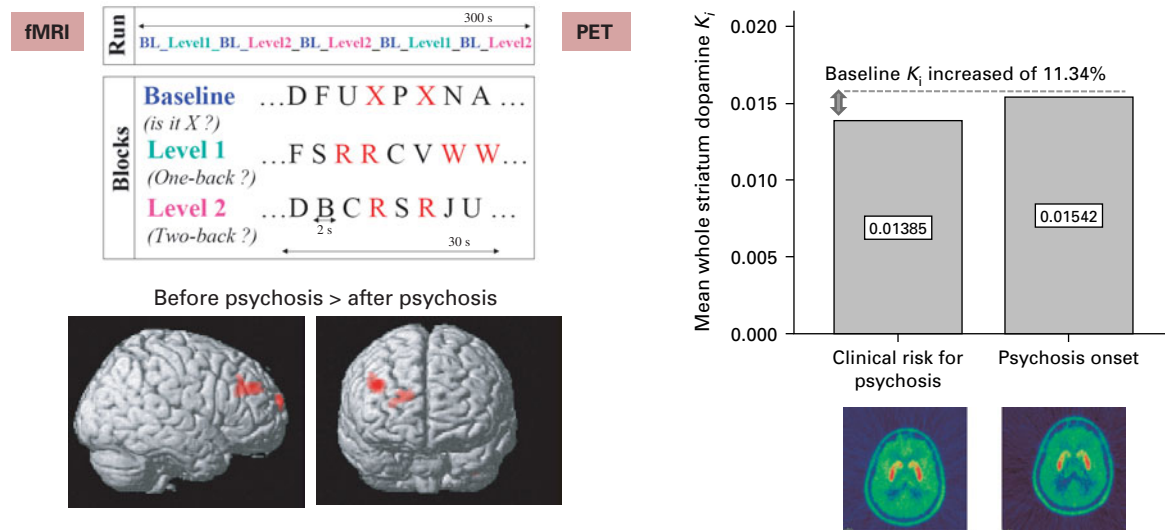 fMRI
Run
300 s
BL_Level1_BL_Level2_BL_Level2_BL_Level1_BL_Level2
Blocks
Baseline ...D F U X P X N A ...
(is it X ?)
Level 1 ...F S R R C V W W...
(One-back ?)
Level 2 ...D B C R S R J U ...
(Two-back ?)
2 s
30 s
Before psychosis > after psychosis
PET
Mean whole striatum dopamine Ki
0.020
0.015
0.010
0.005
0.000
Baseline Ki increased of 11.34%
0.01385
0.01542
Clinical risk for psychosis
Psychosis onset